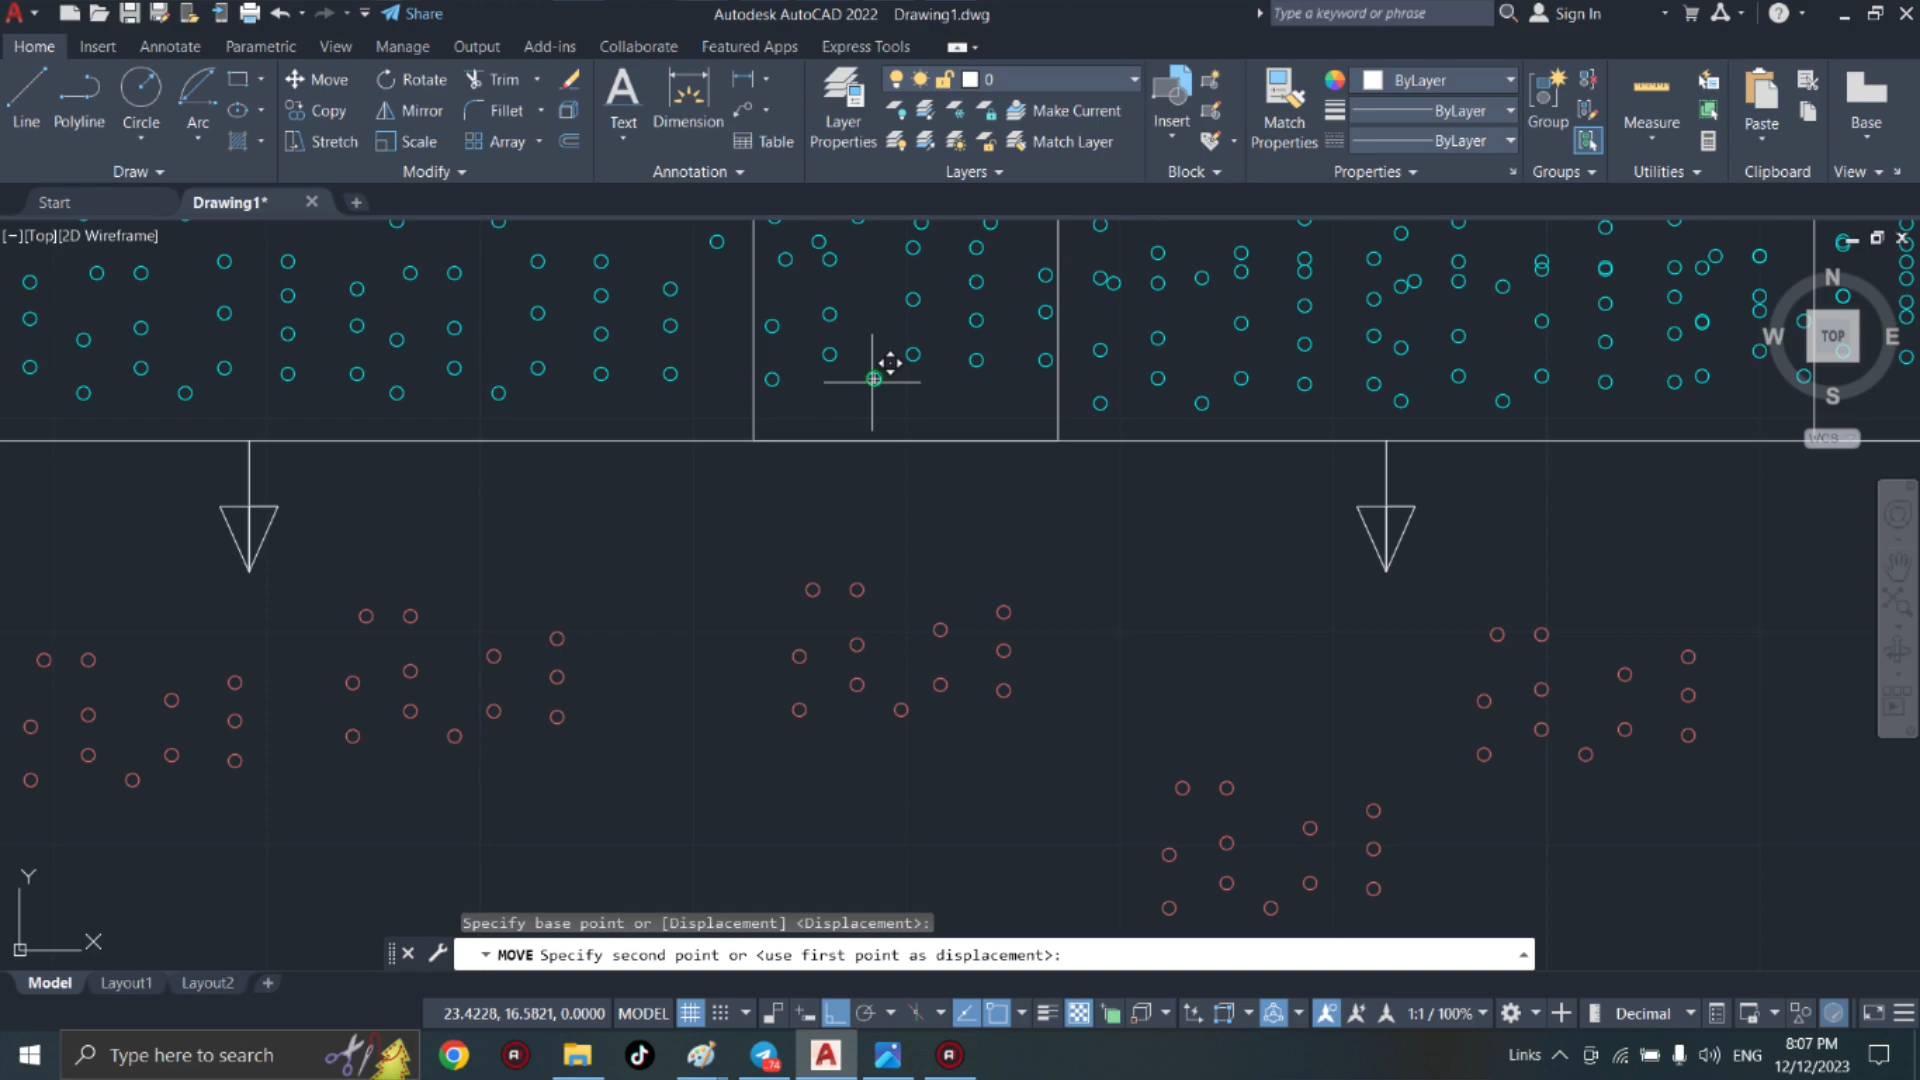 Share
Autodesk AutoCAD 2022 Drawing1.dwg
Type a keyword or phrase
Sign In
Home Insert Annotate Parametric View Manage Output Add-ins Collaborate Featured Apps Express Tools
Line Polyline Circle Arc
Draw
Move Rotate Trim
Copy Mirror Fillet
Stretch Scale Array
Modify
Text Dimension
Table
Annotation
Layer
Properties
0
Make Current
Match Layer
Layers
Insert
Block
Match
Properties
ByLayer
ByLayer
ByLayer
Properties
Group
Groups
Measure
Utilities
Paste
Clipboard
Base
View
Start Drawing1*
[−][Top][2D Wireframe]
N
W TOP E
S
WCS
Y
X
Specify base point or [Displacement] <Displacement>:
MOVE Specify second point or <use first point as displacement>:
Model Layout1 Layout2
23.4228, 16.5821, 0.0000 MODEL 1:1 / 100% Decimal
Type here to search
74
Links ENG
8:07 PM
12/12/2023